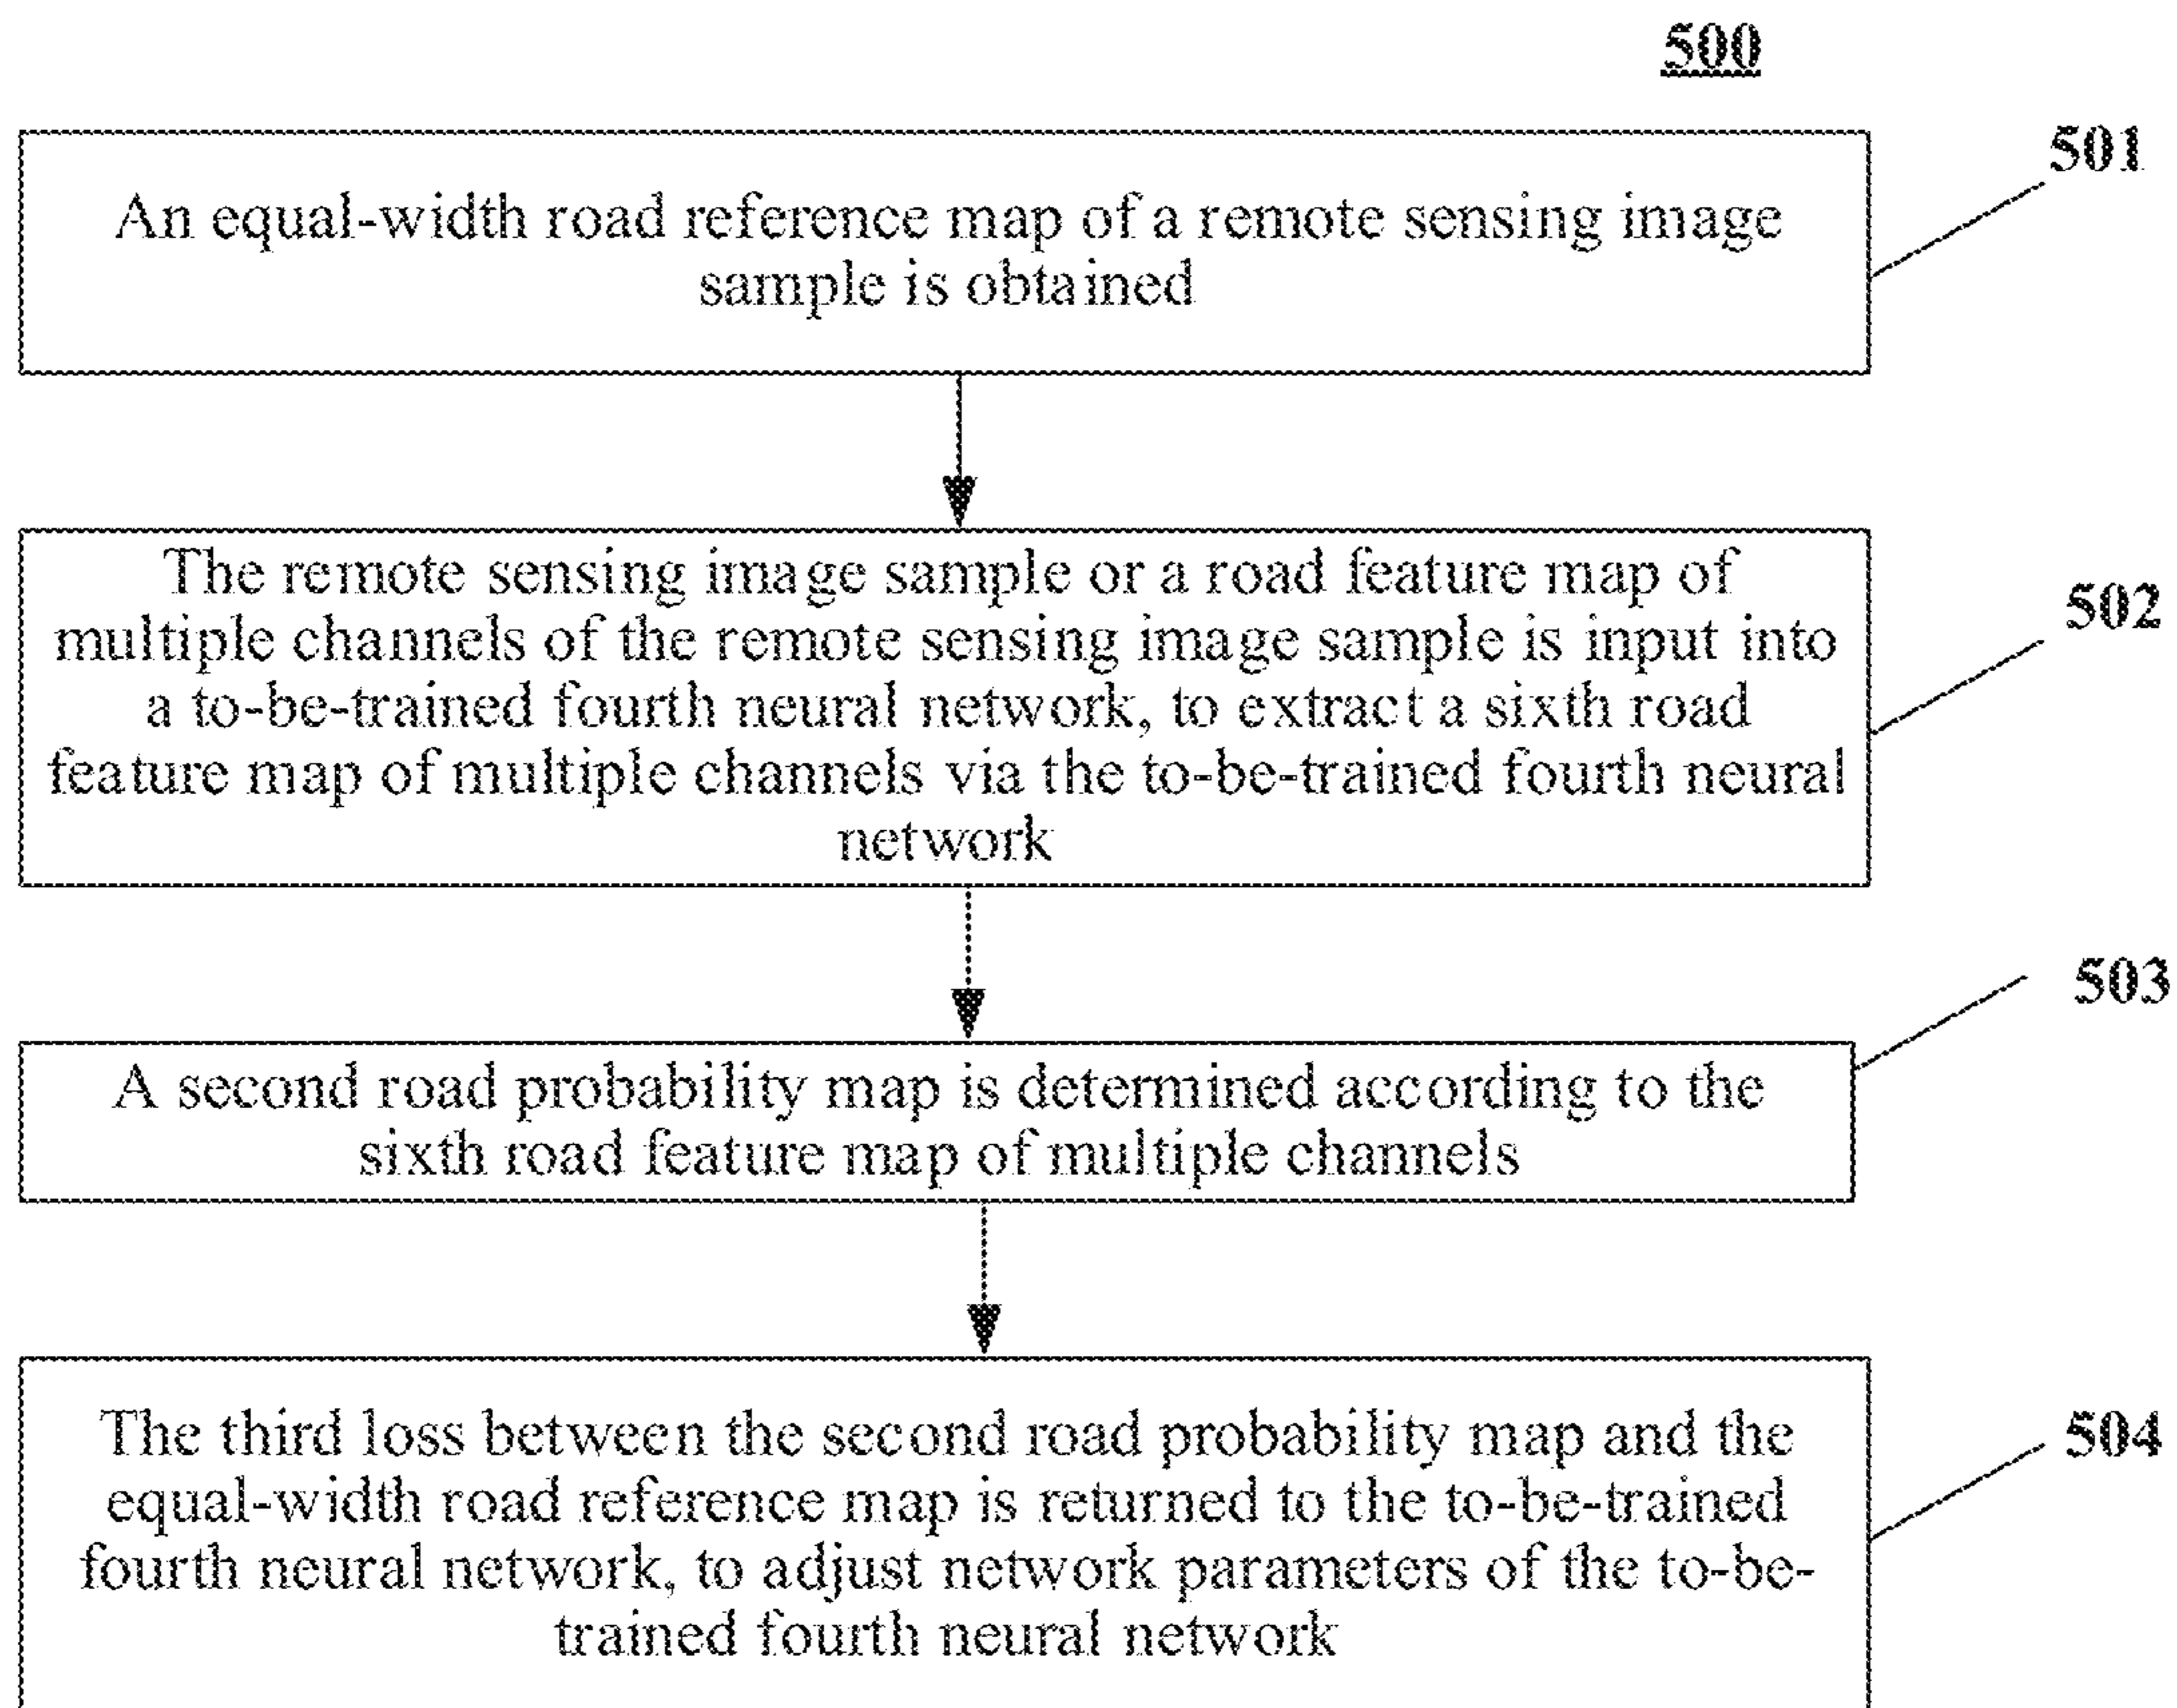 500
501
An equal-width road reference map of a remote sensing image
sample is obtained
The remote sensing image sample or a road feature map of
502
multiple channels of the remote sensing image sample is input into
a to-be-trained fourth neural network, to extract a sixth road
feature map of multiple channels via the to-be-trained fourth neural
network
503
A second road probability map is determined according to the
sixth road feature map of multiple channels
The third loss between the second road probability map and the
504
equal-width road reference map is returned to the to-be-trained
fourth neural network, to adjust network parameters of the to-be-
trained fourth neural network